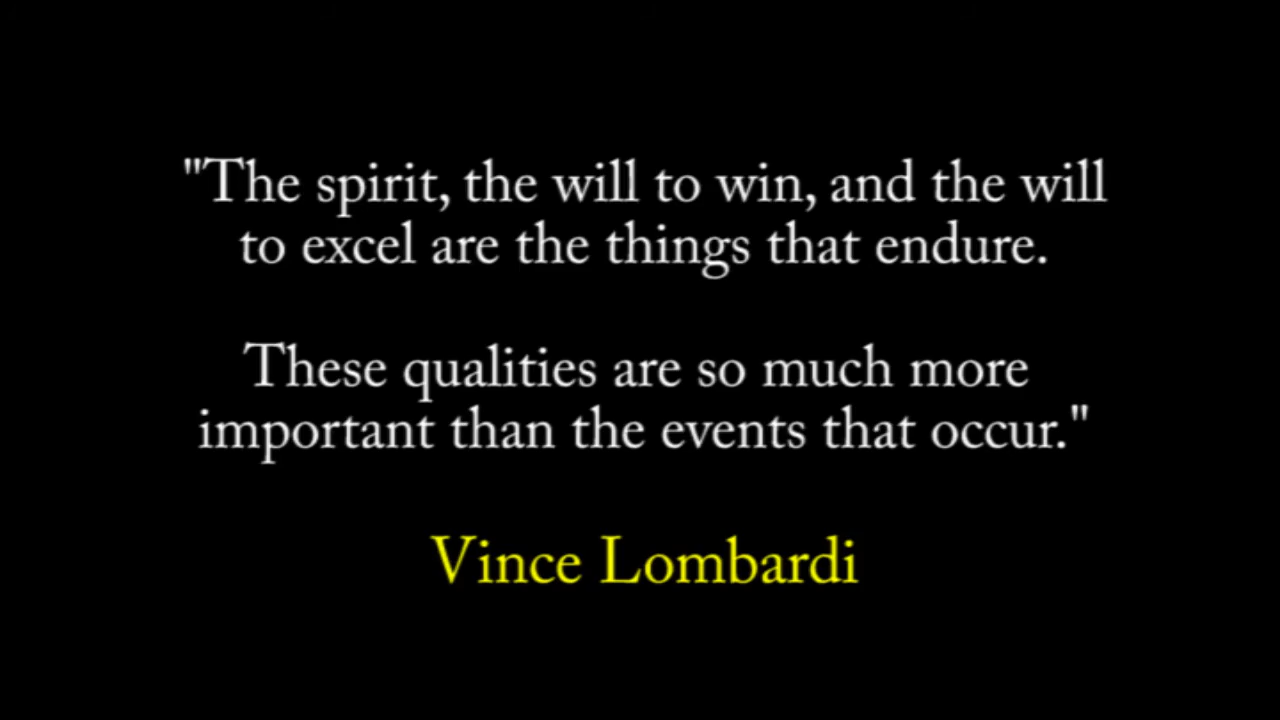 "The spirit, the will to win, and the will
to excel are the things that endure.
These qualities are so much more
important than the events that occur."
Vince Lombardi